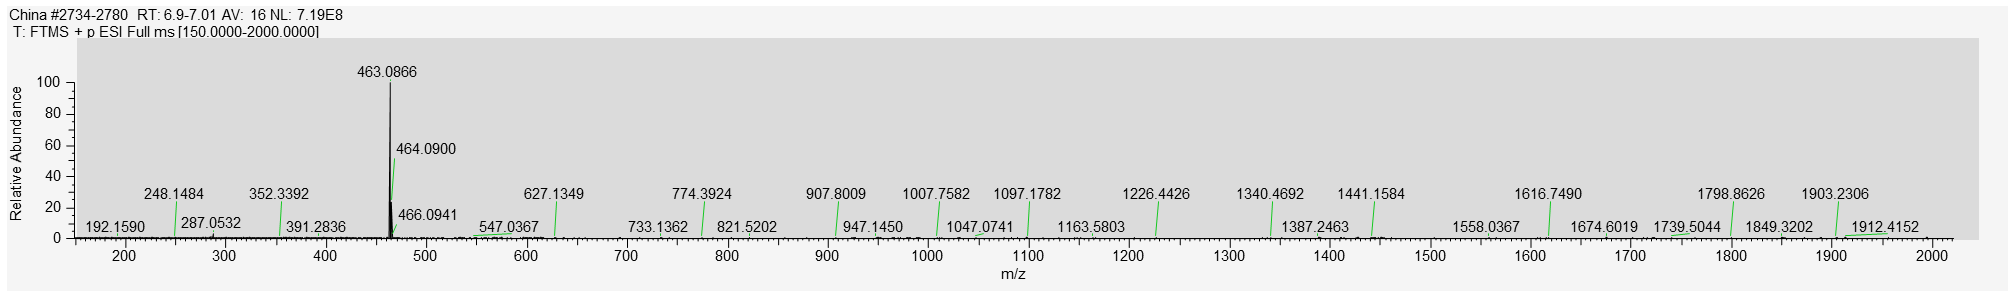 China #2734-2780 RT: 6.9-7.01 AV: 16 NL: 7.19E8
T: FTMS + p ESI Full ms [150.0000-2000.0000]
463.0866
100
464.0900
80
60
40
20
0
Relative Abundance
248.1484 352.3392 627.1349 774.3924 907.8009 1007.7582 1097.1782 1226.4426 1340.4692 1441.1584 1616.7490 1798.8626 1903.2306
192.1590 287.0532 391.2836 466.0941 547.0367 733.1362 821.5202 947.1450 1047.0741 1163.5803 1387.2463 1558.0367 1674.6019 1739.5044 1849.3202 1912.4152
200 300 400 500 600 700 800 900 1000 1100 1200 1300 1400 1500 1600 1700 1800 1900 2000
m/z